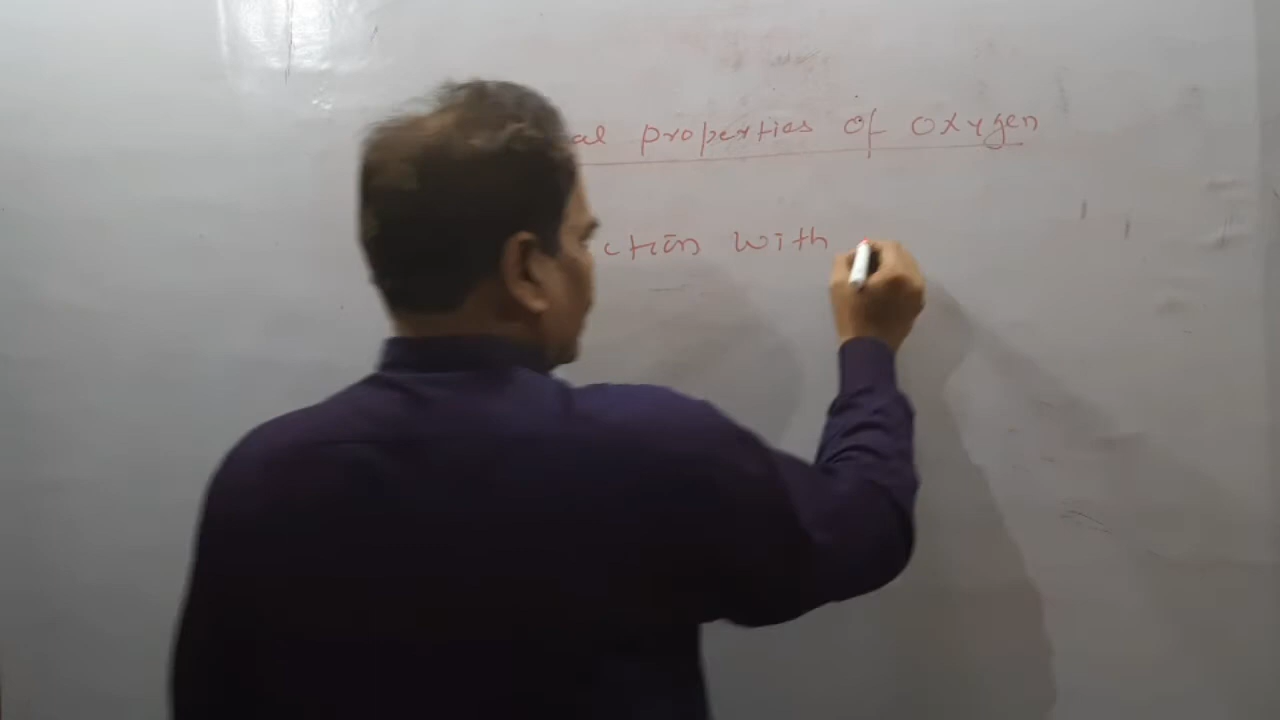 al properties of oxygen
ction with